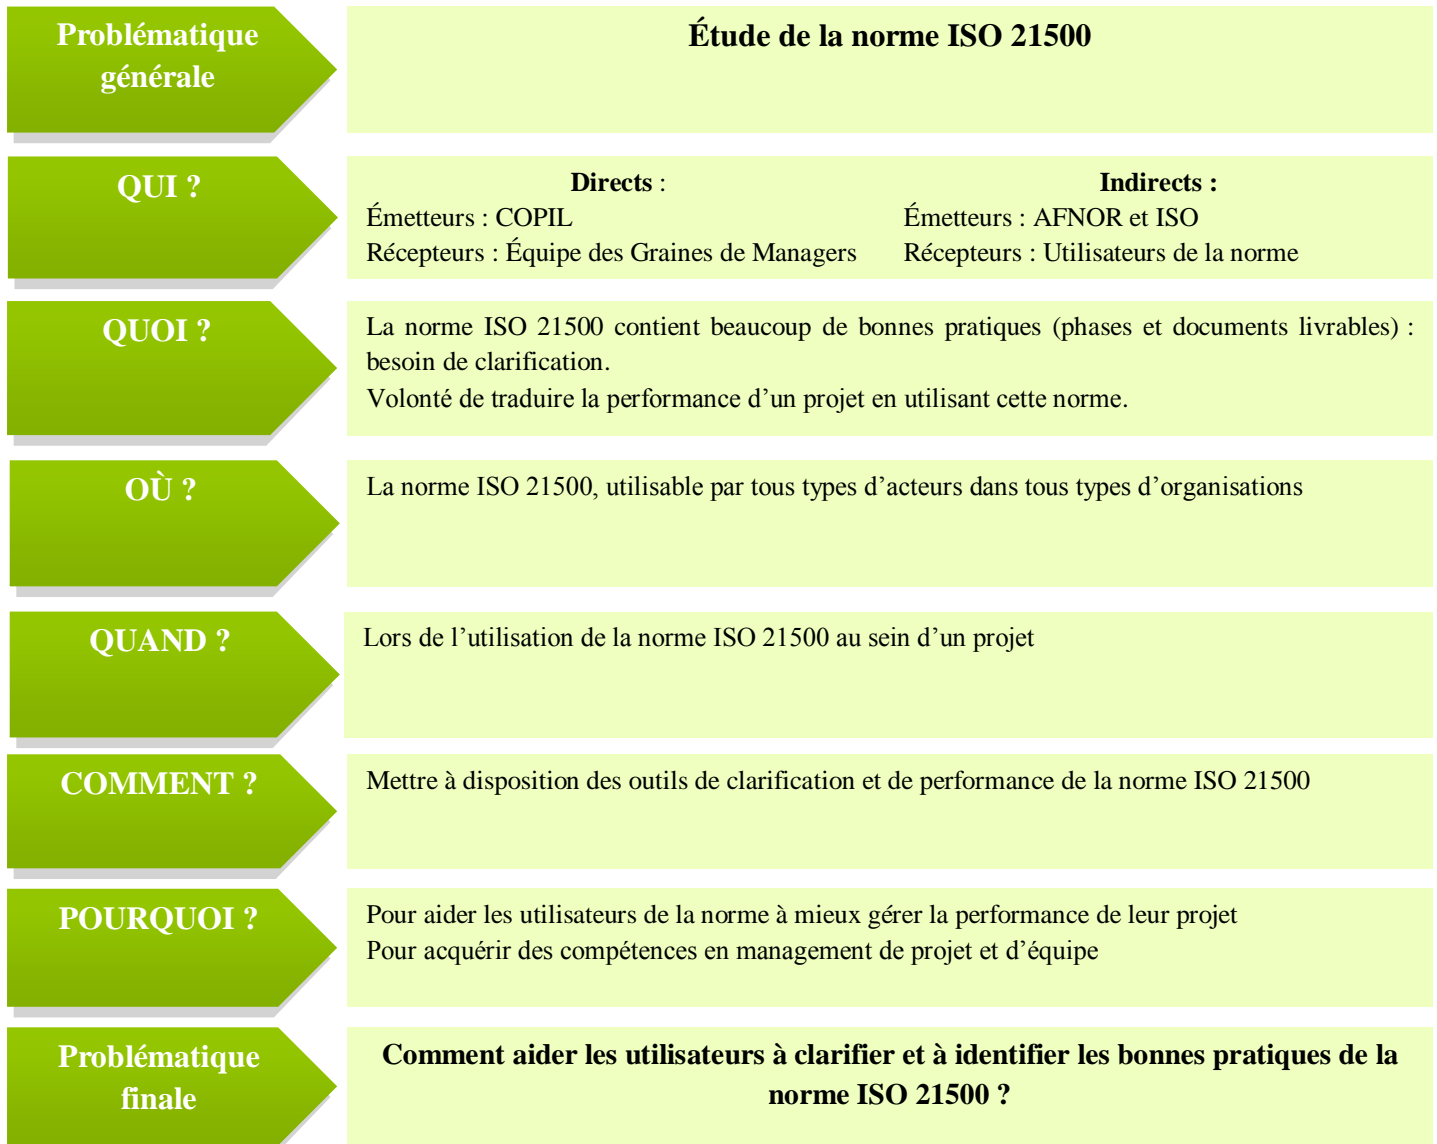 Problématique
générale
Étude de la norme ISO 21500
QUI ?
Directs :
Émetteurs : COPIL
Récepteurs : Équipe des Graines de Managers
Indirects :
Émetteurs : AFNOR et ISO
Récepteurs : Utilisateurs de la norme
QUOI ?
La norme ISO 21500 contient beaucoup de bonnes pratiques (phases et documents livrables) :
besoin de clarification.
Volonté de traduire la performance d’un projet en utilisant cette norme.
OÙ ?
La norme ISO 21500, utilisable par tous types d’acteurs dans tous types d’organisations
QUAND ?
Lors de l’utilisation de la norme ISO 21500 au sein d’un projet
COMMENT ?
Mettre à disposition des outils de clarification et de performance de la norme ISO 21500
POURQUOI ?
Pour aider les utilisateurs de la norme à mieux gérer la performance de leur projet
Pour acquérir des compétences en management de projet et d’équipe
Problématique
finale
Comment aider les utilisateurs à clarifier et à identifier les bonnes pratiques de la
norme ISO 21500 ?